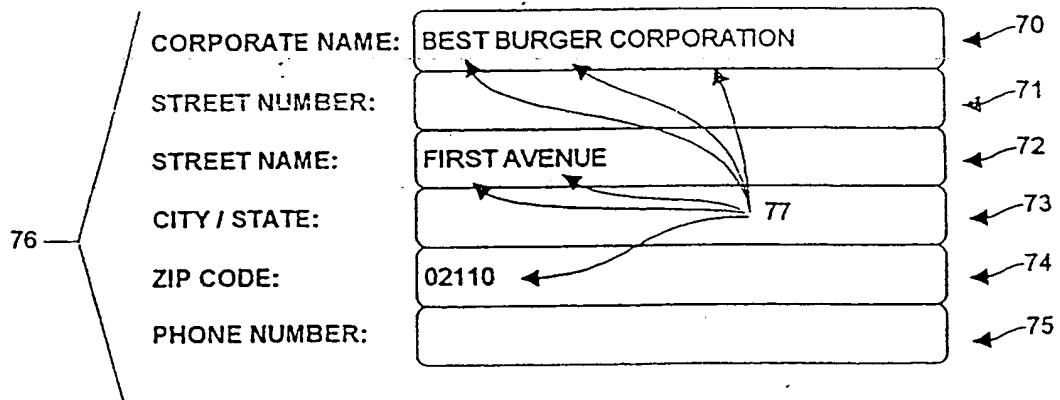 CORPORATE NAME: BEST BURGER CORPORATION 70
STREET NUMBER: 71
STREET NAME: FIRST AVENUE 72
CITY / STATE: 77 73
76
ZIP CODE: 02110 74
PHONE NUMBER: 75